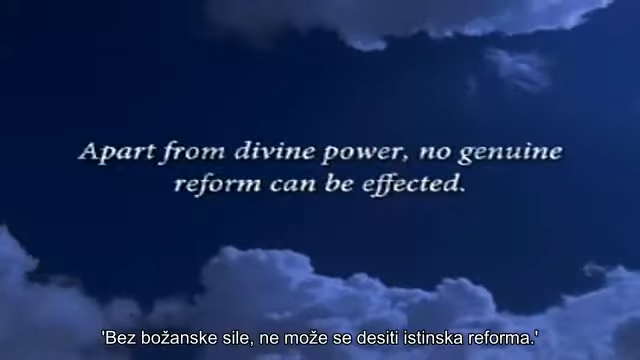 Apart from divine power, no genuine
reform can be effected.
'Bez božanske sile, ne može se desiti istinska reforma.'